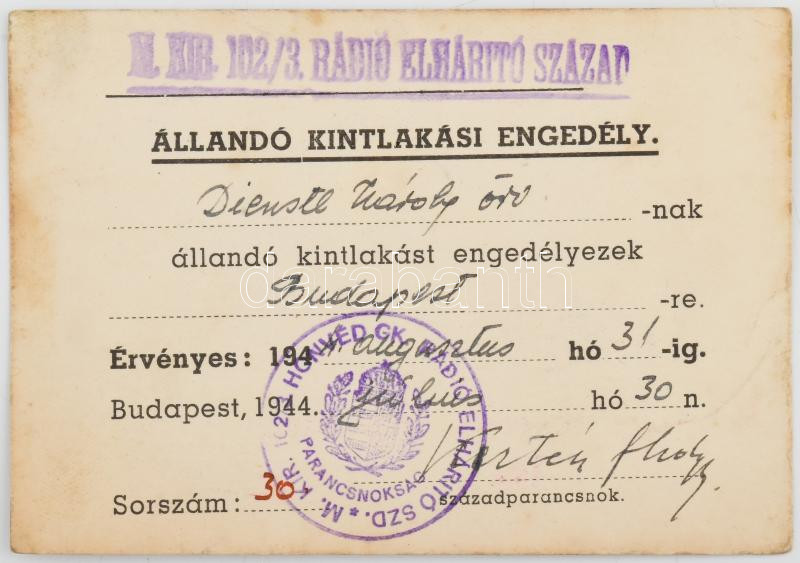 M. KIR. 102/3. RÁDIÓ ELHÁRITÓ SZÁZAD
ÁLLANDÓ KINTLAKÁSI ENGEDÉLY.
Dienstl Károly örv -nak
állandó kintlakást engedélyezek
darabanth
Budapest -re.
Érvényes: 1944 augusztus hó 31-ig.
Budapest, 1944. július hó 30 n.
Sorszám: 30
századparancsnok.
M. KIR. HONVÉD GK. RÁDIÓ ELHÁRITÓ SZD.
PARANCSNOKSÁG